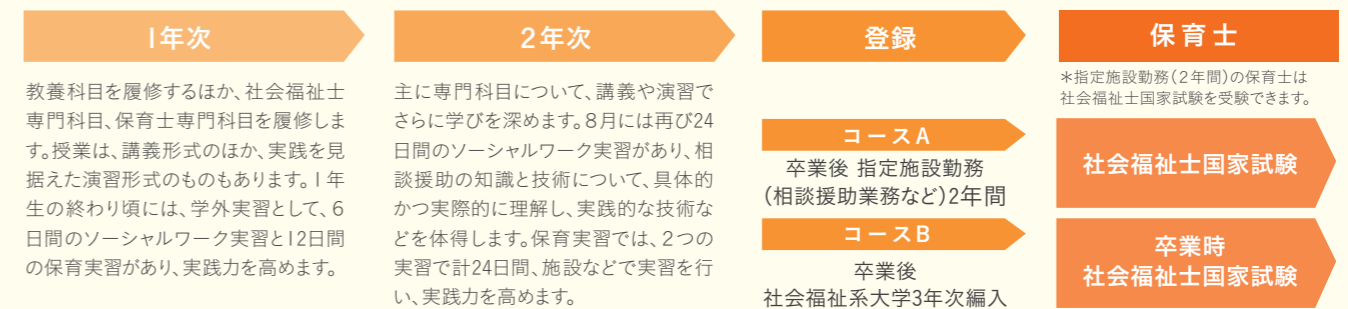 1年次
教養科目を履修するほか、社会福祉士
専門科目、保育士専門科目を履修しま
す。授業は、講義形式のほか、実践を見
据えた演習形式のものもあります。1年
生の終わり頃には、学外実習として、6
日間のソーシャルワーク実習と12日間
の保育実習があり、実践力を高めます。
2年次
主に専門科目について、講義や演習で
さらに学びを深めます。8月には再び24
日間のソーシャルワーク実習があり、相
談援助の知識と技術について、具体的
かつ実際的に理解し、実践的な技術な
どを体得します。保育実習では、2つの
実習で計24日間、施設などで実習を行
い、実践力を高めます。
登録
コースA
卒業後 指定施設勤務
(相談援助業務など)2年間
コースB
卒業後
社会福祉系大学3年次編入
保育士
*指定施設勤務(2年間)の保育士は
社会福祉士国家試験を受験できます。
社会福祉士国家試験
卒業時
社会福祉士国家試験